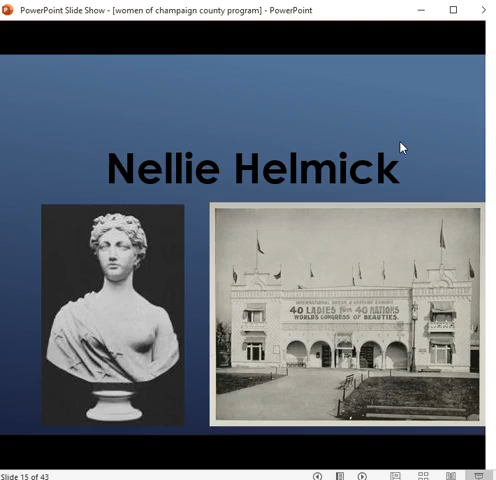 PowerPoint Slide Show - [women of champaign county program] - PowerPoint
Nellie Helmick
INTERNATIONAL DRESS & COSTUME EXHIBIT
40 LADIES from 40 NATIONS
WORLD'S CONGRESS OF BEAUTIES.
Slide 15 of 43